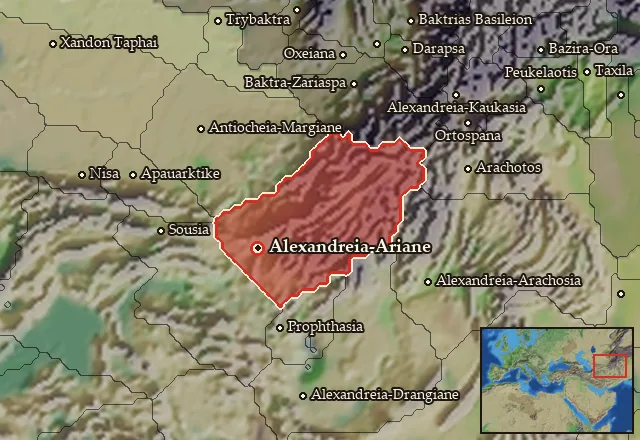 Trybaktra
Baktrias Basileion
Xandon Taphai
Oxeiana
Darapsa
Bazira-Ora
Peukelaotis
Taxila
Baktra-Zariaspa
Alexandreia-Kaukasia
Antiocheia-Margiane
Ortospana
Nisa
Apauarktike
Arachotos
Sousia
Alexandreia-Ariane
Alexandreia-Arachosia
Prophthasia
Alexandreia-Drangiane